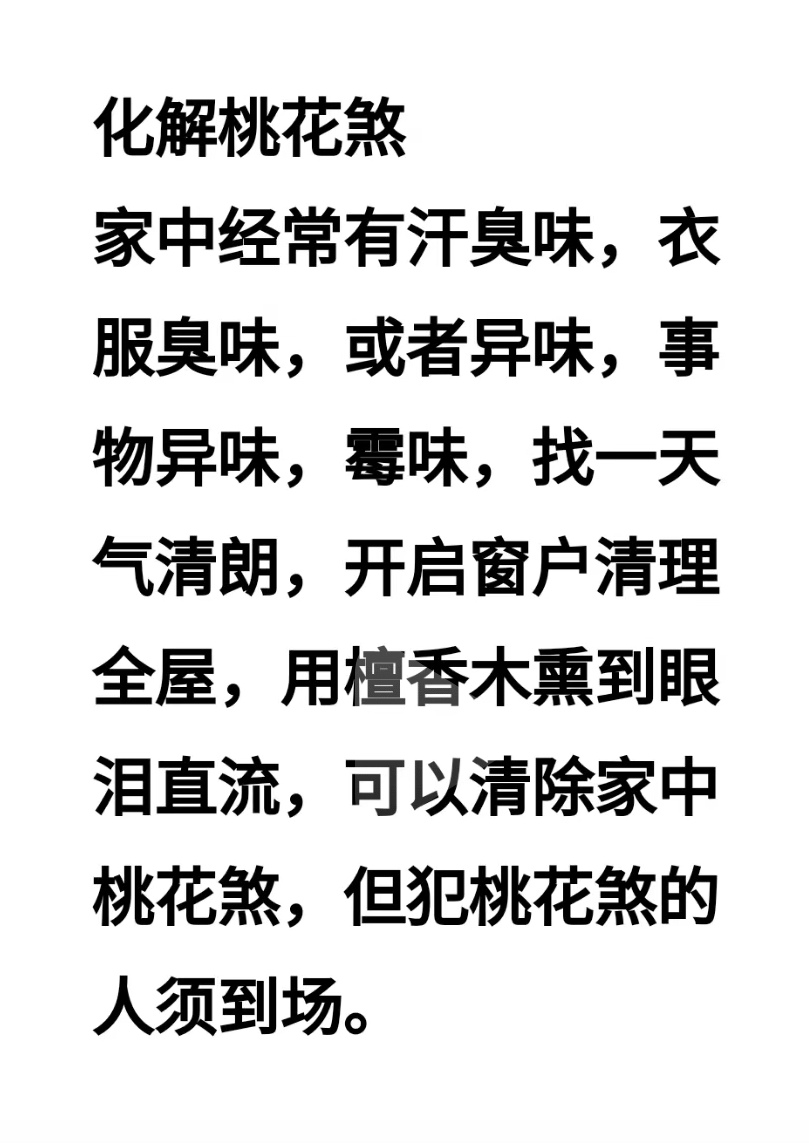 化解桃花煞
家中经常有汗臭味，衣
服臭味，或者异味，事
物异味，霉味，找一天
气清朗，开启窗户清理
全屋，用檀香木熏到眼
泪直流，可以清除家中
桃花煞，但犯桃花煞的
人须到场。